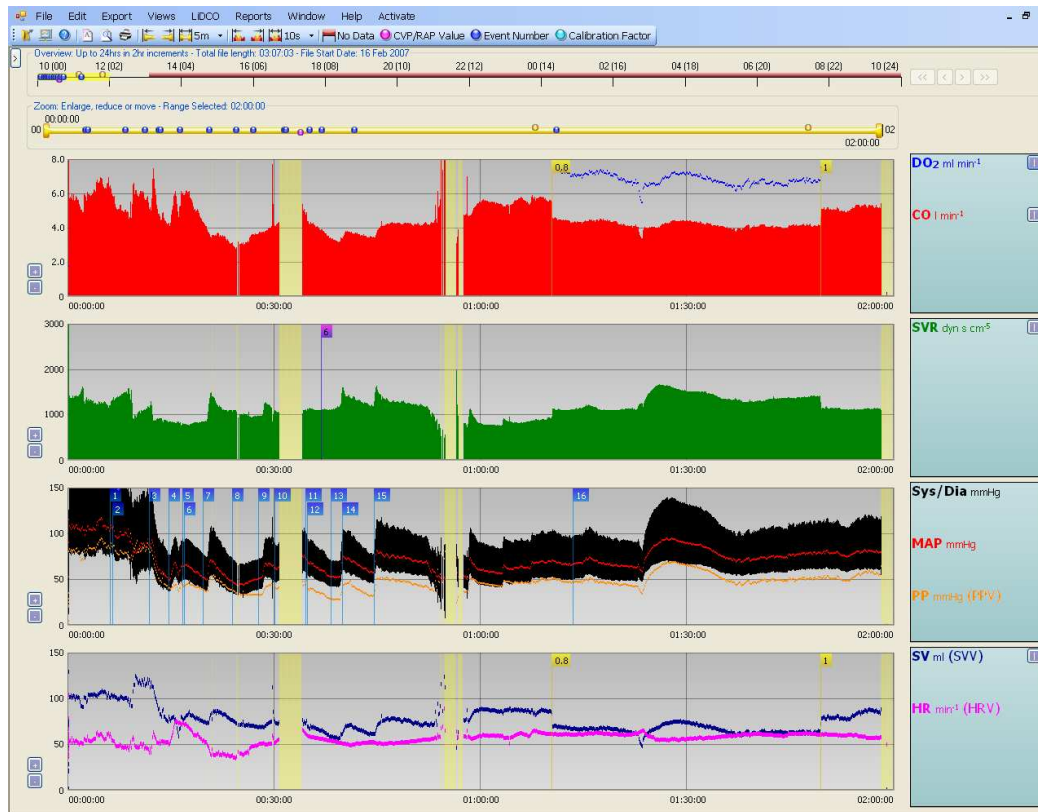 File Edit Export Views LiDCO Reports Window Help Activate
5m 10s No Data CVP/RAP Value Event Number Calibration Factor
Overview: Up to 24hrs in 2hr increments - Total file length: 03:07:03 - File Start Date: 16 Feb 2007
10 (00) 12 (02) 14 (04) 16 (06) 18 (08) 20 (10) 22 (12) 00 (14) 02 (16) 04 (18) 06 (20) 08 (22) 10 (24)
Zoom: Enlarge, reduce or move - Range Selected: 02:00:00
00:00:00
00 02
02:00:00
8.0 0.8 1 DO2 ml min-1
6.0
CO l min-1
4.0
2.0
0
00:00:00 00:30:00 01:00:00 01:30:00 02:00:00
3000 6 SVR dyn s cm-5
2000
1000
0
00:00:00 00:30:00 01:00:00 01:30:00 02:00:00
150 1 3 4 5 7 8 9 10 11 13 15 16 Sys/Dia mmHg
2 6 12 14
100
MAP mmHg
50
PP mmHg (PPV)
0
00:00:00 00:30:00 01:00:00 01:30:00 02:00:00
150 0.8 1 SV ml (SVV)
100
HR min-1 (HRV)
50
0
00:00:00 00:30:00 01:00:00 01:30:00 02:00:00